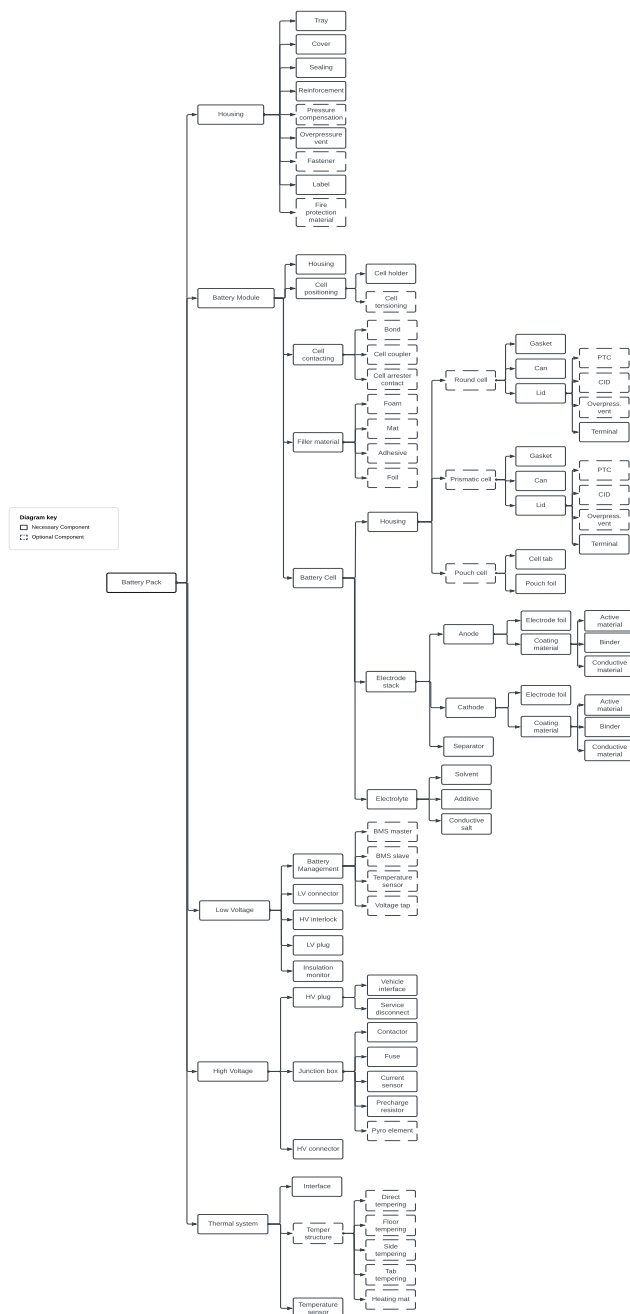 Tray
Cover
Sealing
Reinforcement
Housing
Pressure
compensation
Overpressure
vent
Fastener
Label
Fire
protection
material
Battery Module
Housing
Cell
positioning
Cell holder
Cell
tensioning
Cell
contacting
Bond
Cell coupler
Cell arrester
contact
Filler material
Foam
Mat
Adhesive
Foil
Battery Cell
Housing
Round cell
Gasket
Can
Lid
PTC
CID
Overpress.
vent
Terminal
Prismatic cell
Gasket
Can
Lid
PTC
CID
Overpress.
vent
Terminal
Pouch cell
Cell tab
Pouch foil
Diagram key
Necessary Component
Optional Component
Battery Pack
Electrode
stack
Anode
Electrode foil
Coating
material
Active
material
Binder
Conductive
material
Cathode
Electrode foil
Coating
material
Active
material
Binder
Conductive
material
Separator
Electrolyte
Solvent
Additive
Conductive
salt
Low Voltage
Battery
Management
BMS master
BMS slave
Temperature
sensor
Voltage tap
LV connector
HV interlock
LV plug
Insulation
monitor
High Voltage
HV plug
Vehicle
interface
Service
disconnect
Junction box
Contactor
Fuse
Current
sensor
Precharge
resistor
Pyro element
HV connector
Thermal system
Interface
Temper
structure
Direct
tempering
Floor
tempering
Side
tempering
Tab
tempering
Heating mat
Temperature
sensor